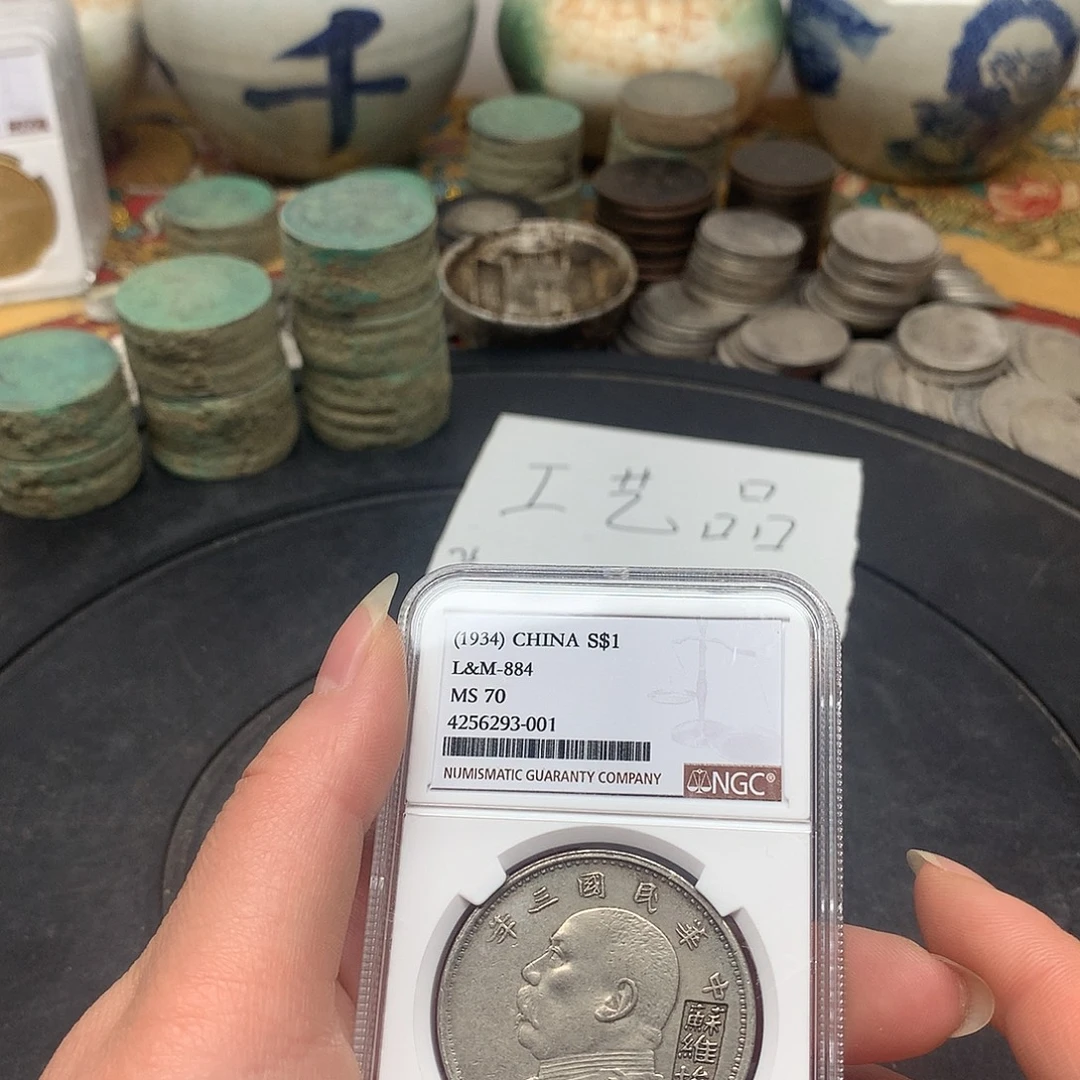 千
工艺品
(1934) CHINA S$1
L&M-884
MS 70
4256293-001
NUMISMATIC GUARANTY COMPANY
NGC®
年三國民華中